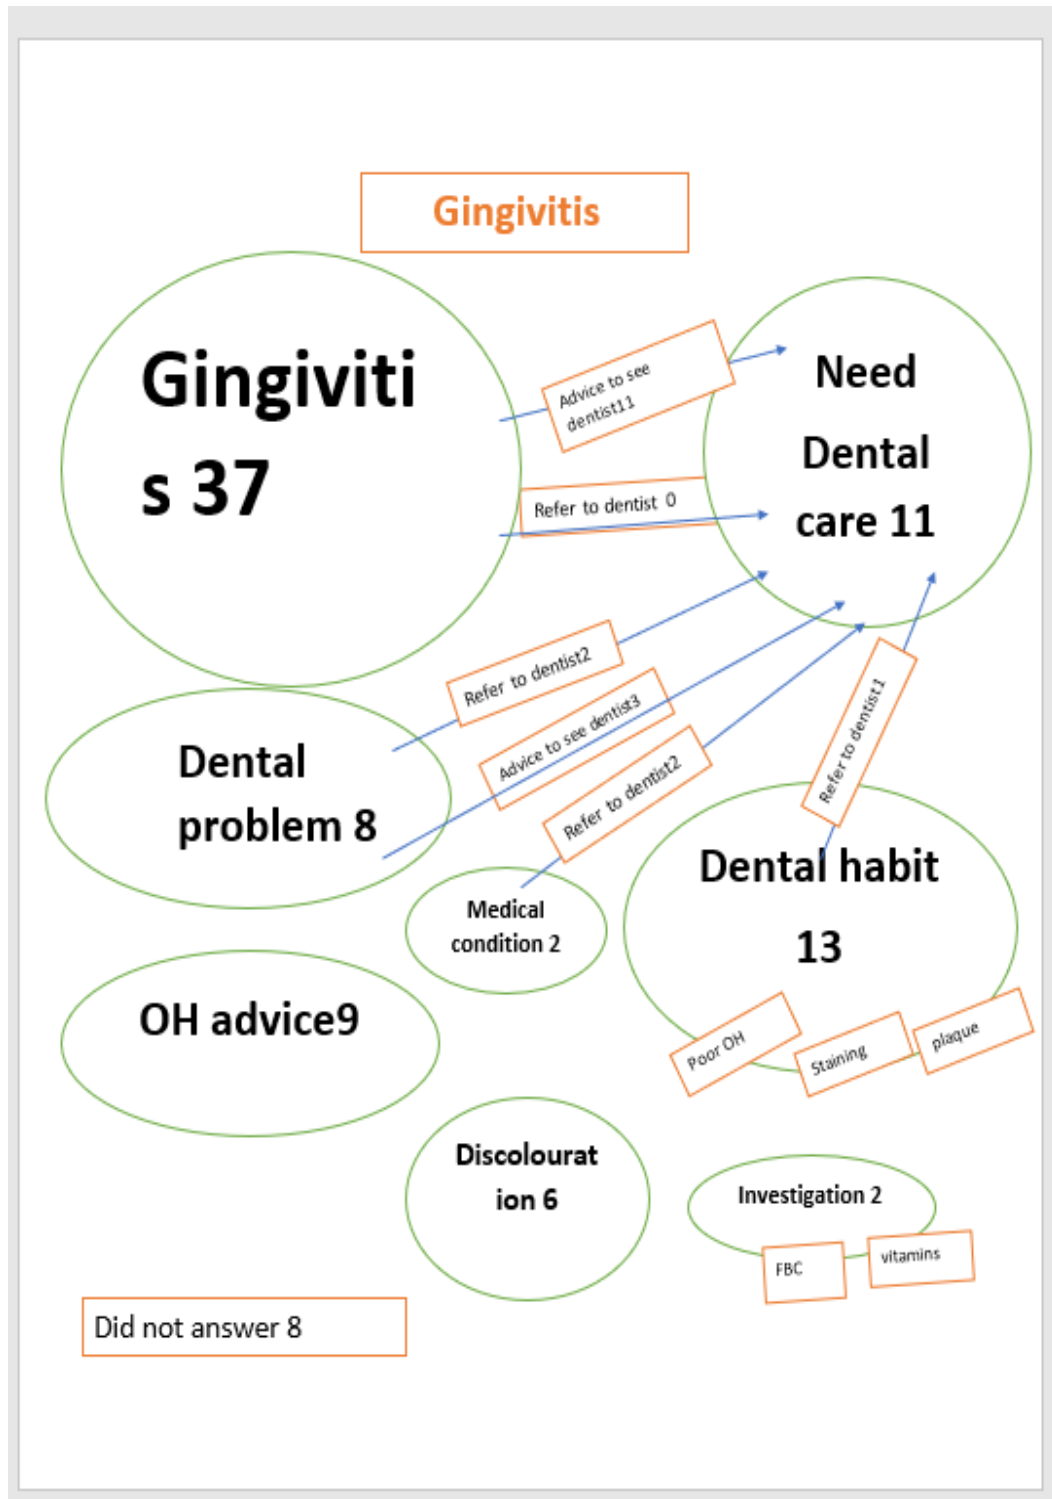 Gingivitis
Gingiviti
s 37
Advice to see
dentist11
Need
Dental
care 11
Refer to dentist 0
Refer to dentist2
Advice to see dentist3
Refer to dentist2
Refer to dentist1
Dental
problem 8
Medical
condition 2
Dental habit
13
Poor OH
Staining
plaque
OH advice9
Discolourat
ion 6
Investigation 2
FBC
vitamins
Did not answer 8